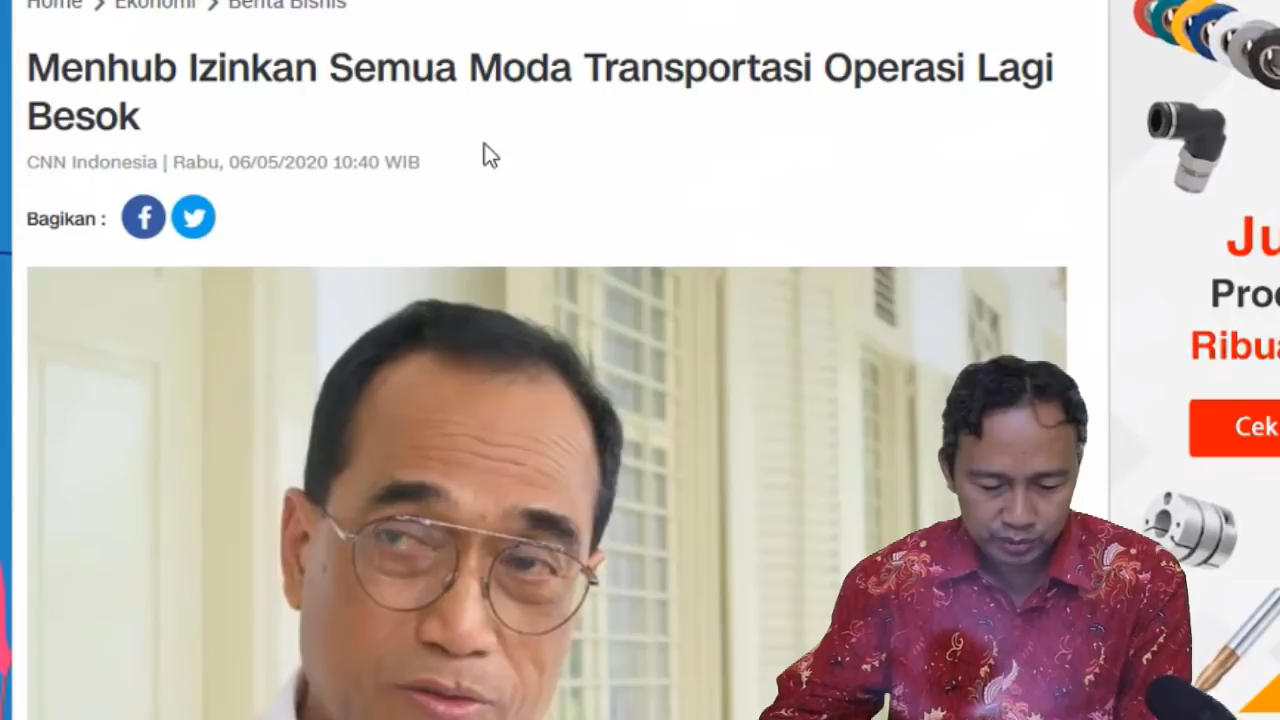 Home > Ekonomi > Berita Bisnis
Menhub Izinkan Semua Moda Transportasi Operasi Lagi
Besok
CNN Indonesia | Rabu, 06/05/2020 10:40 WIB
Bagikan :
Ribu
Cek